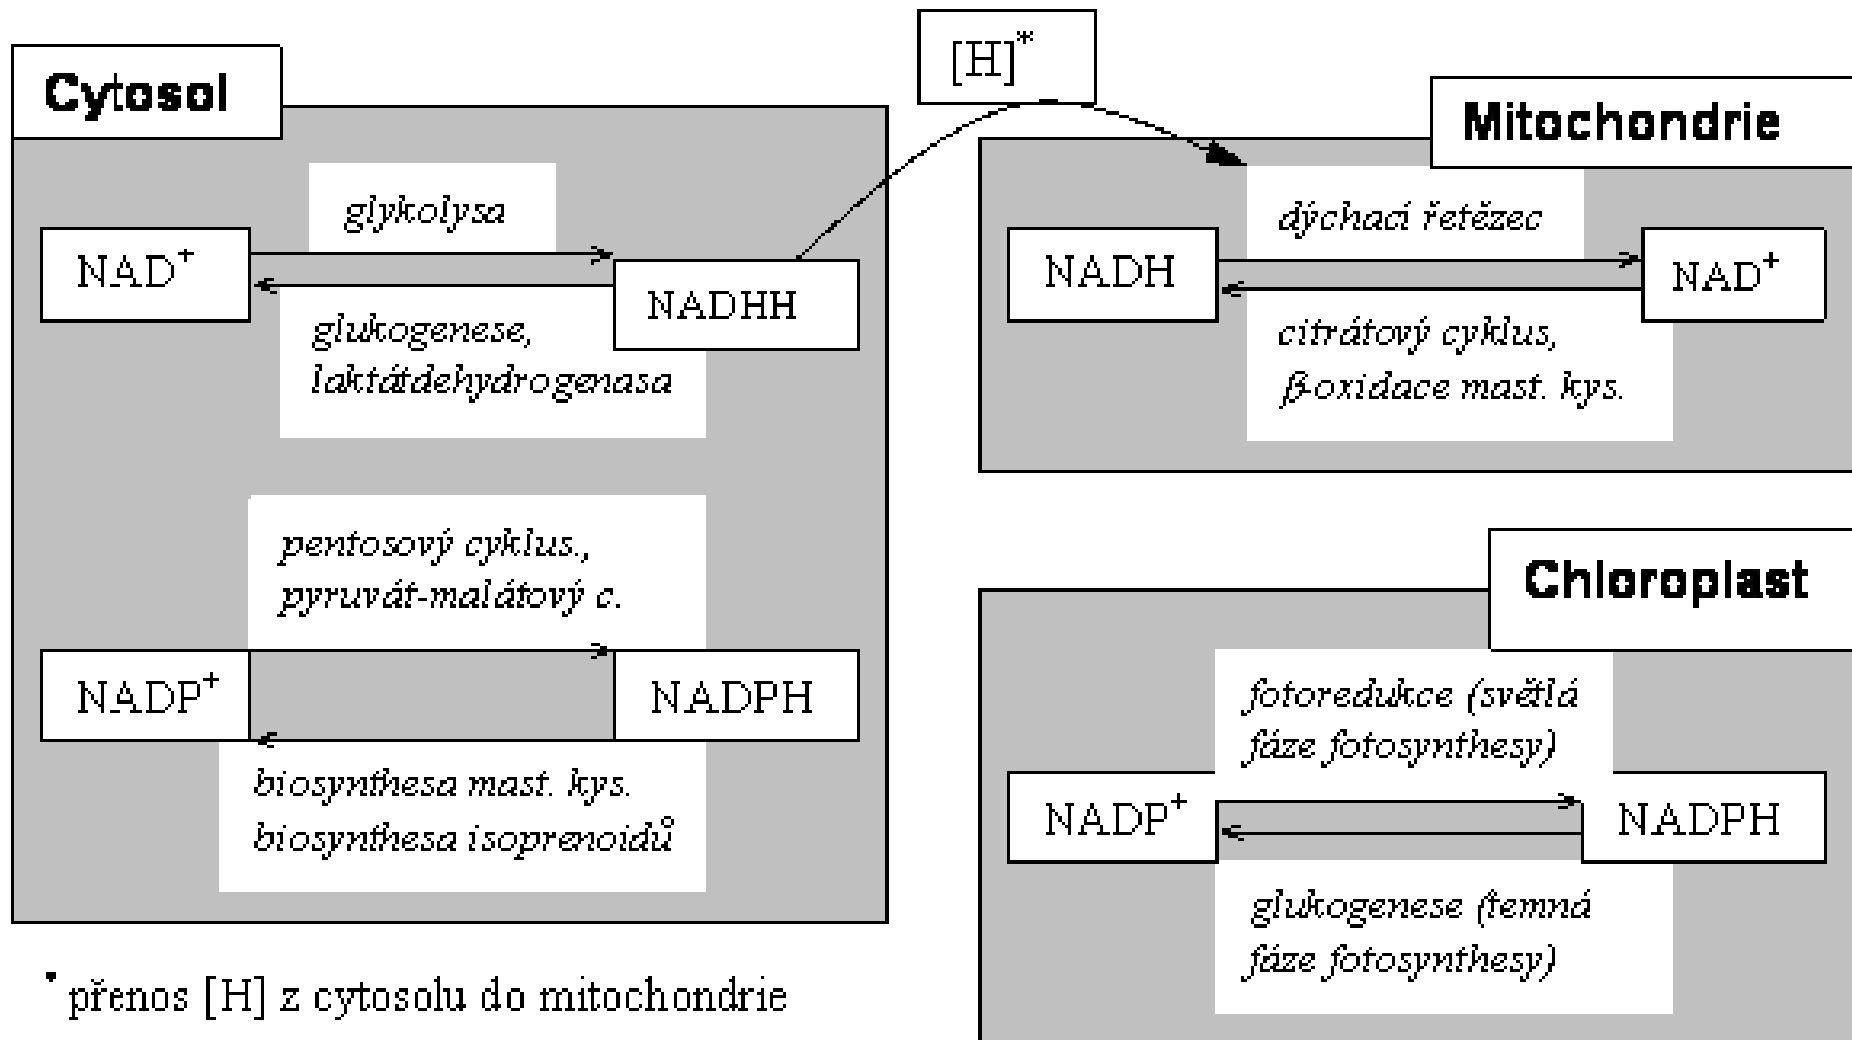 [H]*
Cytosol
glykolysa
NAD+
NADHH
glukogenese,
laktátdehydrogenasa
pentosový cyklus.,
pyruvát-malátový c.
NADP+
NADPH
biosynthesa mast. kys.
biosynthesa isoprenoidů
Mitochondrie
dýchací řetězec
NADH
NAD+
citrátový cyklus,
β-oxidace mast. kys.
Chloroplast
fotoredukce (světlá
fáze fotosynthesy)
NADP+
NADPH
glukogenese (temná
fáze fotosynthesy)
* přenos [H] z cytosolu do mitochondrie